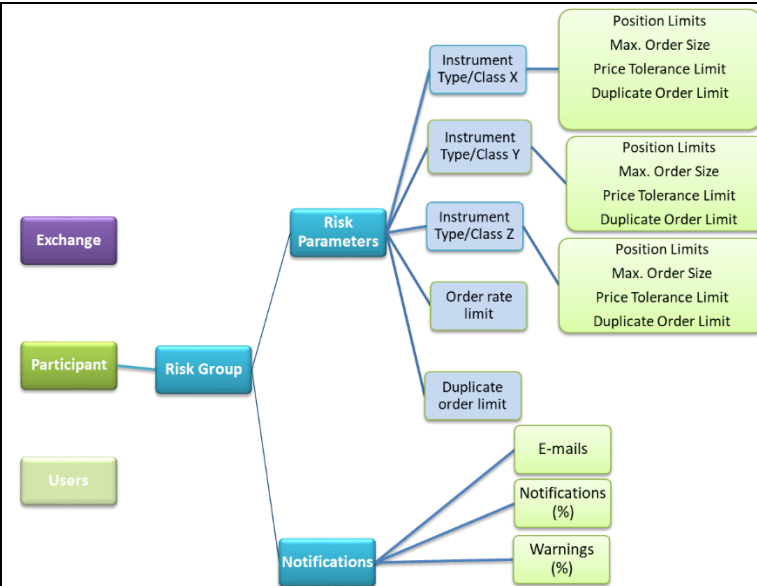 Position Limits
Max. Order Size
Price Tolerance Limit
Duplicate Order Limit
Instrument
Type/Class X
Instrument
Type/Class Y
Position Limits
Max. Order Size
Price Tolerance Limit
Duplicate Order Limit
Exchange
Risk
Parameters
Instrument
Type/Class Z
Position Limits
Max. Order Size
Price Tolerance Limit
Duplicate Order Limit
Order rate
limit
Participant
Risk Group
Duplicate
order limit
Users
E-mails
Notifications
(%)
Notifications
Warnings
(%)